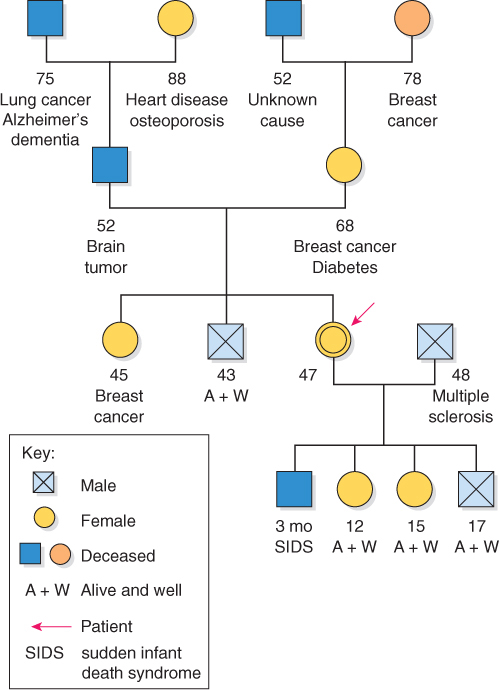 75
Lung cancer
Alzheimer's
dementia
88
Heart disease
osteoporosis
52
Unknown
cause
78
Breast
cancer
52
Brain
tumor
68
Breast cancer
Diabetes
45
Breast
cancer
43
A + W
47
48
Multiple
sclerosis
3 mo
SIDS
12
A + W
15
A + W
17
A + W
Key:
Male
Female
Deceased
A + W Alive and well
Patient
SIDS sudden infant
death syndrome